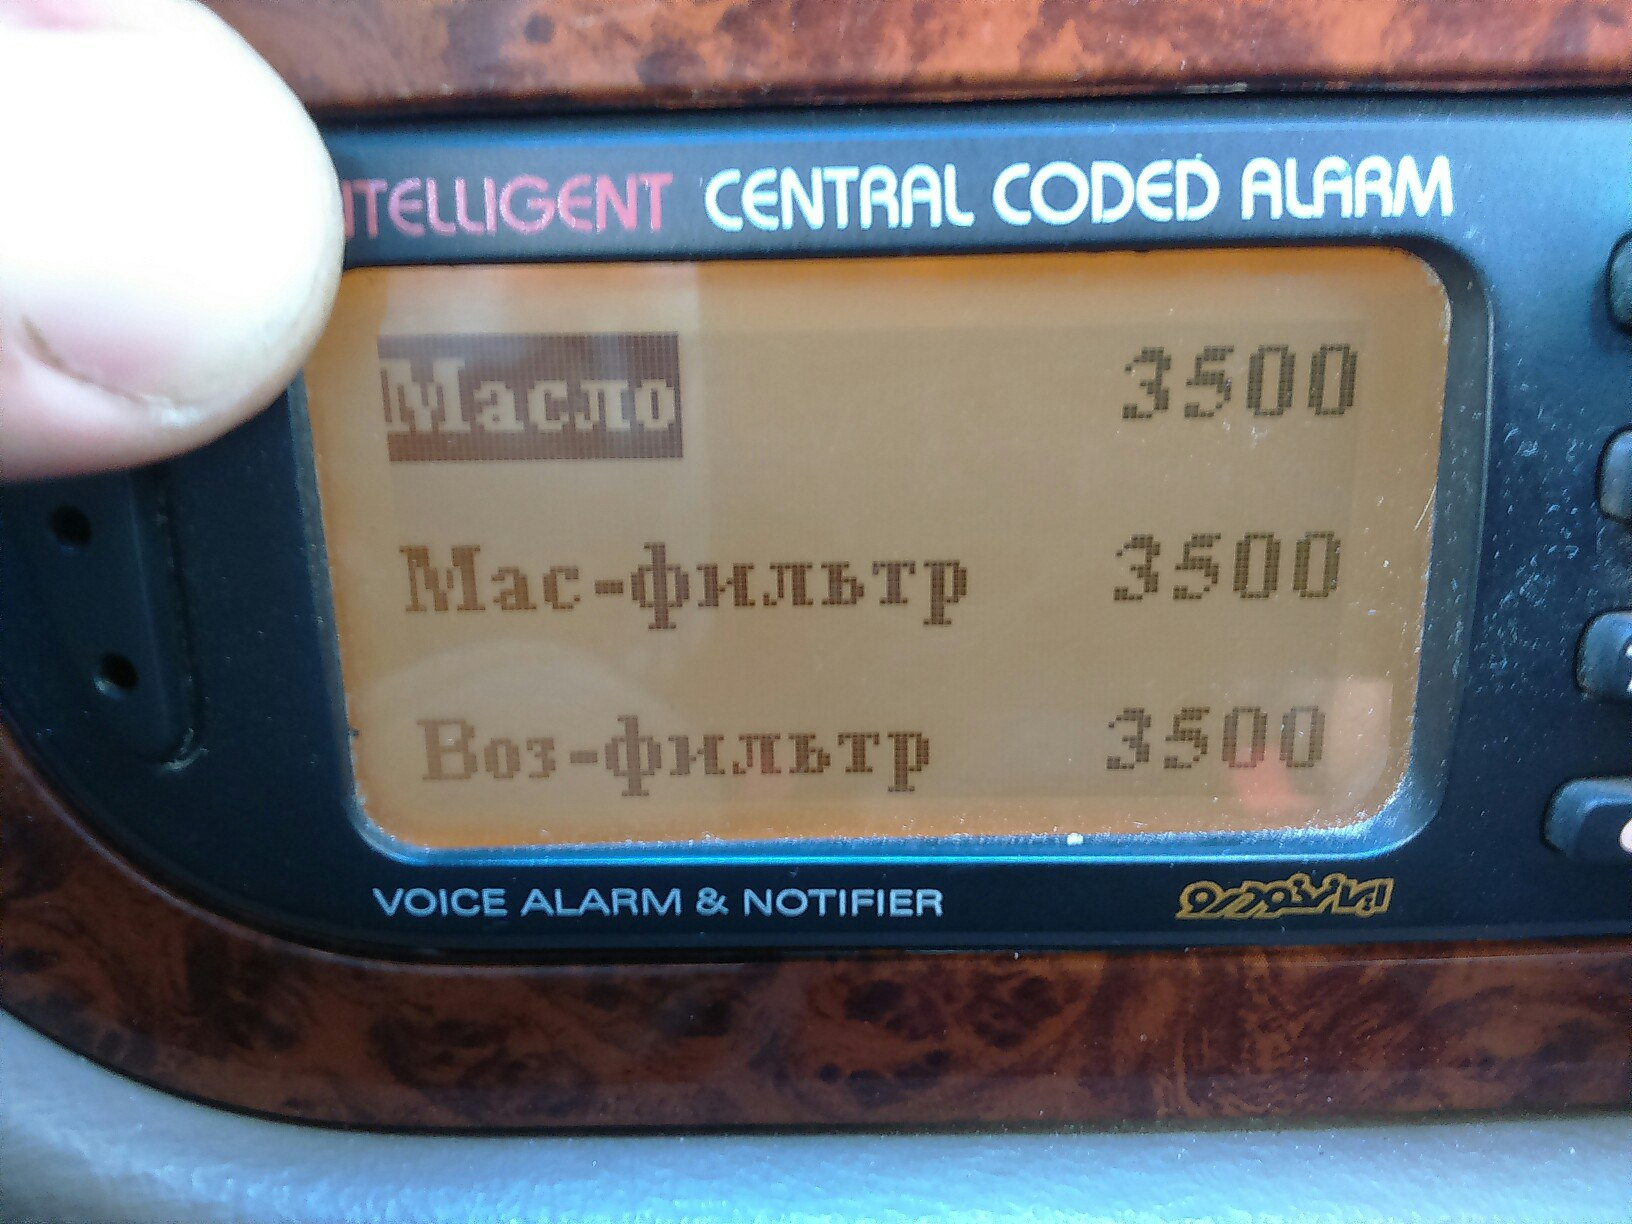 INTELLIGENT CENTRAL CODED ALARM
Масло 3500
Мас-фильтр 3500
Воз-фильтр 3500
VOICE ALARM & NOTIFIER